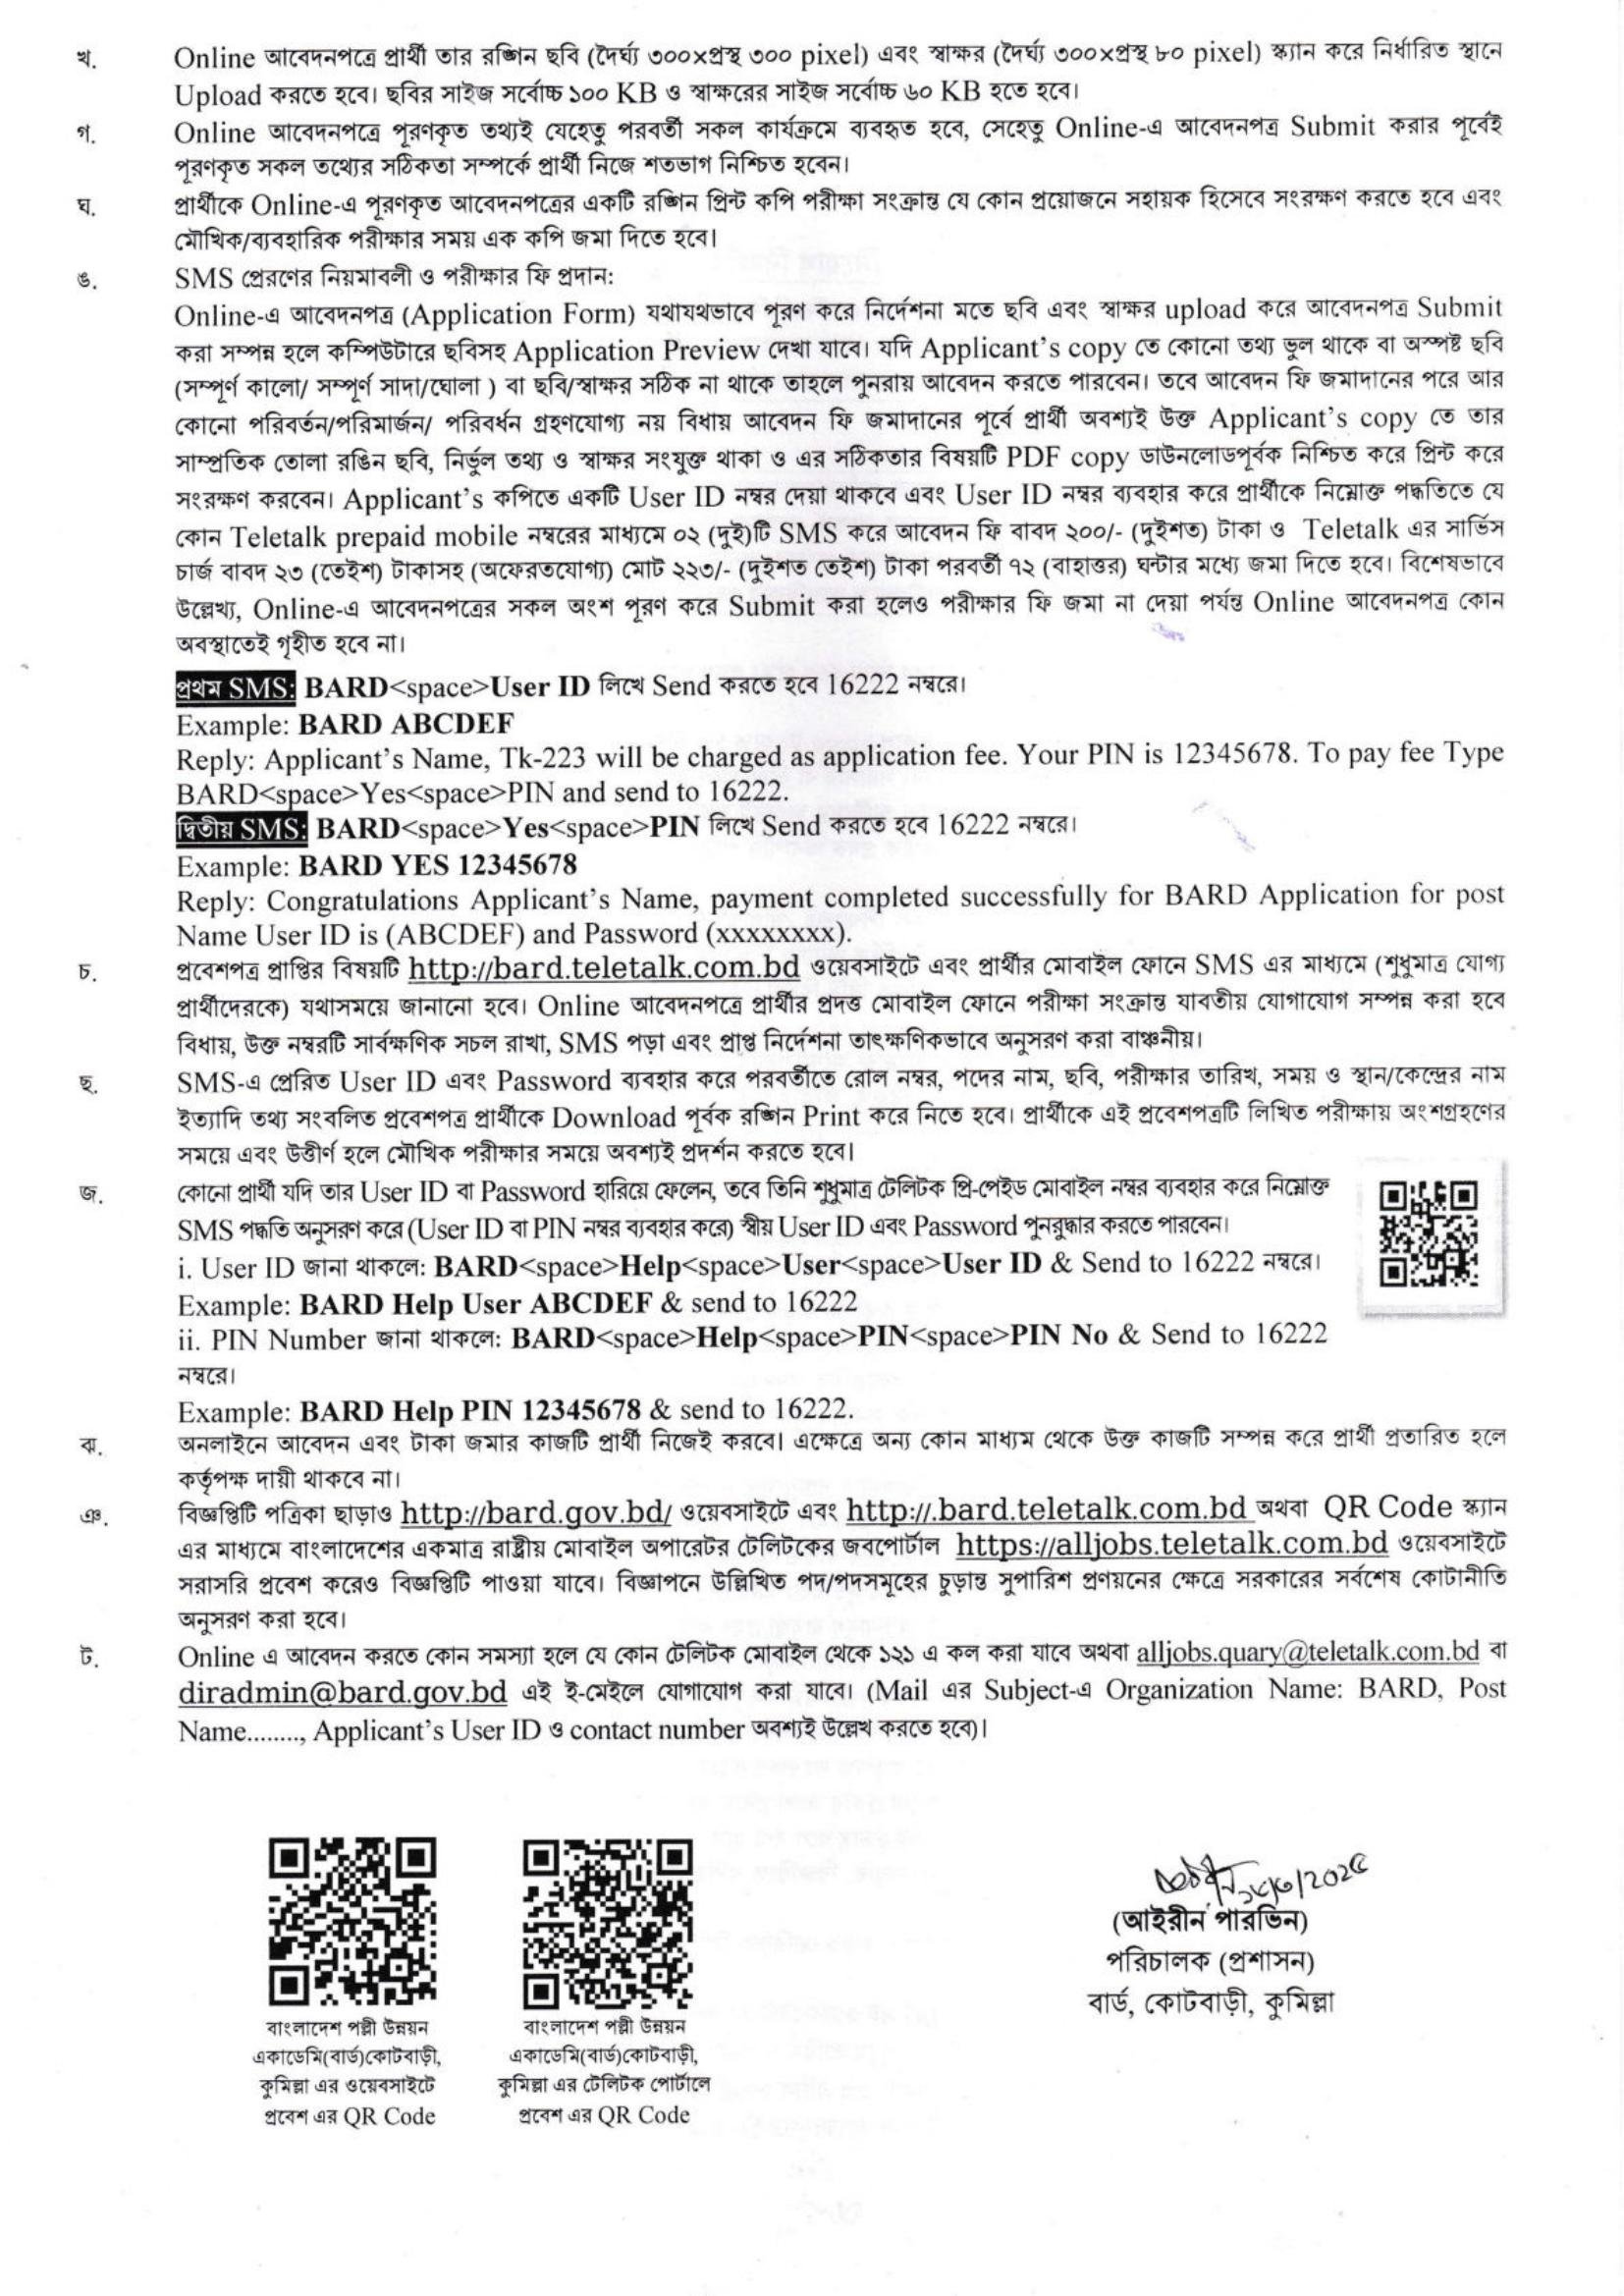 খ. Online আবেদনপত্রে প্রার্থী তার রঙ্গিন ছবি (দৈর্ঘ্য ৩০০×প্রস্থ ৩০০ pixel) এবং স্বাক্ষর (দৈর্ঘ্য ৩০০×প্রস্থ ৮০ pixel) স্ক্যান করে নির্ধারিত স্থানে
Upload করতে হবে। ছবির সাইজ সর্বোচ্চ ১০০ KB ও স্বাক্ষরের সাইজ সর্বোচ্চ ৬০ KB হতে হবে।
গ. Online আবেদনপত্রে পূরণকৃত তথ্যই যেহেতু পরবর্তী সকল কার্যক্রমে ব্যবহৃত হবে, সেহেতু Online-এ আবেদনপত্র Submit করার পূর্বেই
পূরণকৃত সকল তথ্যের সঠিকতা সম্পর্কে প্রার্থী নিজে শতভাগ নিশ্চিত হবেন।
ঘ. প্রার্থীকে Online-এ পূরণকৃত আবেদনপত্রের একটি রঙ্গিন প্রিন্ট কপি পরীক্ষা সংক্রান্ত যে কোন প্রয়োজনে সহায়ক হিসেবে সংরক্ষণ করতে হবে এবং
মৌখিক/ব্যবহারিক পরীক্ষার সময় এক কপি জমা দিতে হবে।
ঙ. SMS প্রেরণের নিয়মাবলী ও পরীক্ষার ফি প্রদান:
Online-এ আবেদনপত্র (Application Form) যথাযথভাবে পূরণ করে নির্দেশনা মতে ছবি এবং স্বাক্ষর upload করে আবেদনপত্র Submit
করা সম্পন্ন হলে কম্পিউটারে ছবিসহ Application Preview দেখা যাবে। যদি Applicant's copy তে কোনো তথ্য ভুল থাকে বা অস্পষ্ট ছবি
(সম্পূর্ণ কালো/ সম্পূর্ণ সাদা/ঘোলা ) বা ছবি/স্বাক্ষর সঠিক না থাকে তাহলে পুনরায় আবেদন করতে পারবেন। তবে আবেদন ফি জমাদানের পরে আর
কোনো পরিবর্তন/পরিমার্জন/ পরিবর্ধন গ্রহণযোগ্য নয় বিধায় আবেদন ফি জমাদানের পূর্বে প্রার্থী অবশ্যই উক্ত Applicant's copy তে তার
সাম্প্রতিক তোলা রঙিন ছবি, নির্ভুল তথ্য ও স্বাক্ষর সংযুক্ত থাকা ও এর সঠিকতার বিষয়টি PDF copy ডাউনলোডপূর্বক নিশ্চিত করে প্রিন্ট করে
সংরক্ষণ করবেন। Applicant's কপিতে একটি User ID নম্বর দেয়া থাকবে এবং User ID নম্বর ব্যবহার করে প্রার্থীকে নিম্নোক্ত পদ্ধতিতে যে
কোন Teletalk prepaid mobile নম্বরের মাধ্যমে ০২ (দুই)টি SMS করে আবেদন ফি বাবদ ২০০/- (দুইশত) টাকা ও Teletalk এর সার্ভিস
চার্জ বাবদ ২৩ (তেইশ) টাকাসহ (অফেরতযোগ্য) মোট ২২৩/- (দুইশত তেইশ) টাকা পরবর্তী ৭২ (বাহাত্তর) ঘন্টার মধ্যে জমা দিতে হবে। বিশেষভাবে
উল্লেখ্য, Online-এ আবেদনপত্রের সকল অংশ পূরণ করে Submit করা হলেও পরীক্ষার ফি জমা না দেয়া পর্যন্ত Online আবেদনপত্র কোন
অবস্থাতেই গৃহীত হবে না।
প্রথম SMS: BARD<space>User ID লিখে Send করতে হবে 16222 নম্বরে।
Example: BARD ABCDEF
Reply: Applicant's Name, Tk-223 will be charged as application fee. Your PIN is 12345678. To pay fee Type
BARD<space>Yes<space>PIN and send to 16222.
দ্বিতীয় SMS: BARD<space>Yes<space>PIN লিখে Send করতে হবে 16222 নম্বরে।
Example: BARD YES 12345678
Reply: Congratulations Applicant's Name, payment completed successfully for BARD Application for post
Name User ID is (ABCDEF) and Password (xxxxxxxx).
চ. প্রবেশপত্র প্রাপ্তির বিষয়টি http://bard.teletalk.com.bd ওয়েবসাইটে এবং প্রার্থীর মোবাইল ফোনে SMS এর মাধ্যমে (শুধুমাত্র যোগ্য
প্রার্থীদেরকে) যথাসময়ে জানানো হবে। Online আবেদনপত্রে প্রার্থীর প্রদত্ত মোবাইল ফোনে পরীক্ষা সংক্রান্ত যাবতীয় যোগাযোগ সম্পন্ন করা হবে
বিধায়, উক্ত নম্বরটি সার্বক্ষণিক সচল রাখা, SMS পড়া এবং প্রাপ্ত নির্দেশনা তাৎক্ষণিকভাবে অনুসরণ করা বাঞ্চনীয়।
ছ. SMS-এ প্রেরিত User ID এবং Password ব্যবহার করে পরবর্তীতে রোল নম্বর, পদের নাম, ছবি, পরীক্ষার তারিখ, সময় ও স্থান/কেন্দ্রের নাম
ইত্যাদি তথ্য সংবলিত প্রবেশপত্র প্রার্থীকে Download পূর্বক রঙ্গিন Print করে নিতে হবে। প্রার্থীকে এই প্রবেশপত্রটি লিখিত পরীক্ষায় অংশগ্রহণের
সময়ে এবং উত্তীর্ণ হলে মৌখিক পরীক্ষার সময়ে অবশ্যই প্রদর্শন করতে হবে।
জ. কোনো প্রার্থী যদি তার User ID বা Password হারিয়ে ফেলেন, তবে তিনি শুধুমাত্র টেলিটক প্রি-পেইড মোবাইল নম্বর ব্যবহার করে নিম্নোক্ত
SMS পদ্ধতি অনুসরণ করে (User ID বা PIN নম্বর ব্যবহার করে) স্বীয় User ID এবং Password পুনরুদ্ধার করতে পারবেন।
i. User ID জানা থাকলে: BARD<space>Help<space>User<space>User ID & Send to 16222 নম্বরে।
Example: BARD Help User ABCDEF & send to 16222
ii. PIN Number জানা থাকলে: BARD<space>Help<space>PIN<space>PIN No & Send to 16222
নম্বরে।
Example: BARD Help PIN 12345678 & send to 16222.
ঝ. অনলাইনে আবেদন এবং টাকা জমার কাজটি প্রার্থী নিজেই করবে। এক্ষেত্রে অন্য কোন মাধ্যম থেকে উক্ত কাজটি সম্পন্ন করে প্রার্থী প্রতারিত হলে
কর্তৃপক্ষ দায়ী থাকবে না।
ঞ. বিজ্ঞপ্তিটি পত্রিকা ছাড়াও http://bard.gov.bd/ ওয়েবসাইটে এবং http://.bard.teletalk.com.bd অথবা QR Code স্ক্যান
এর মাধ্যমে বাংলাদেশের একমাত্র রাষ্ট্রীয় মোবাইল অপারেটর টেলিটকের জবপোর্টাল https://alljobs.teletalk.com.bd ওয়েবসাইটে
সরাসরি প্রবেশ করেও বিজ্ঞপ্তিটি পাওয়া যাবে। বিজ্ঞাপনে উল্লিখিত পদ/পদসমূহের চুড়ান্ত সুপারিশ প্রণয়নের ক্ষেত্রে সরকারের সর্বশেষ কোটানীতি
অনুসরণ করা হবে।
ট. Online এ আবেদন করতে কোন সমস্যা হলে যে কোন টেলিটক মোবাইল থেকে ১২১ এ কল করা যাবে অথবা alljobs.quary@teletalk.com.bd বা
diradmin@bard.gov.bd এই ই-মেইলে যোগাযোগ করা যাবে। (Mail এর Subject-এ Organization Name: BARD, Post
Name........, Applicant's User ID ও contact number অবশ্যই উল্লেখ করতে হবে)।
(আইরীন পারভিন)
পরিচালক (প্রশাসন)
বার্ড, কোটবাড়ী, কুমিল্লা
বাংলাদেশ পল্লী উন্নয়ন
একাডেমি(বার্ড)কোটবাড়ী,
কুমিল্লা এর ওয়েবসাইটে
প্রবেশ এর QR Code
বাংলাদেশ পল্লী উন্নয়ন
একাডেমি(বার্ড)কোটবাড়ী,
কুমিল্লা এর টেলিটক পোর্টালে
প্রবেশ এর QR Code